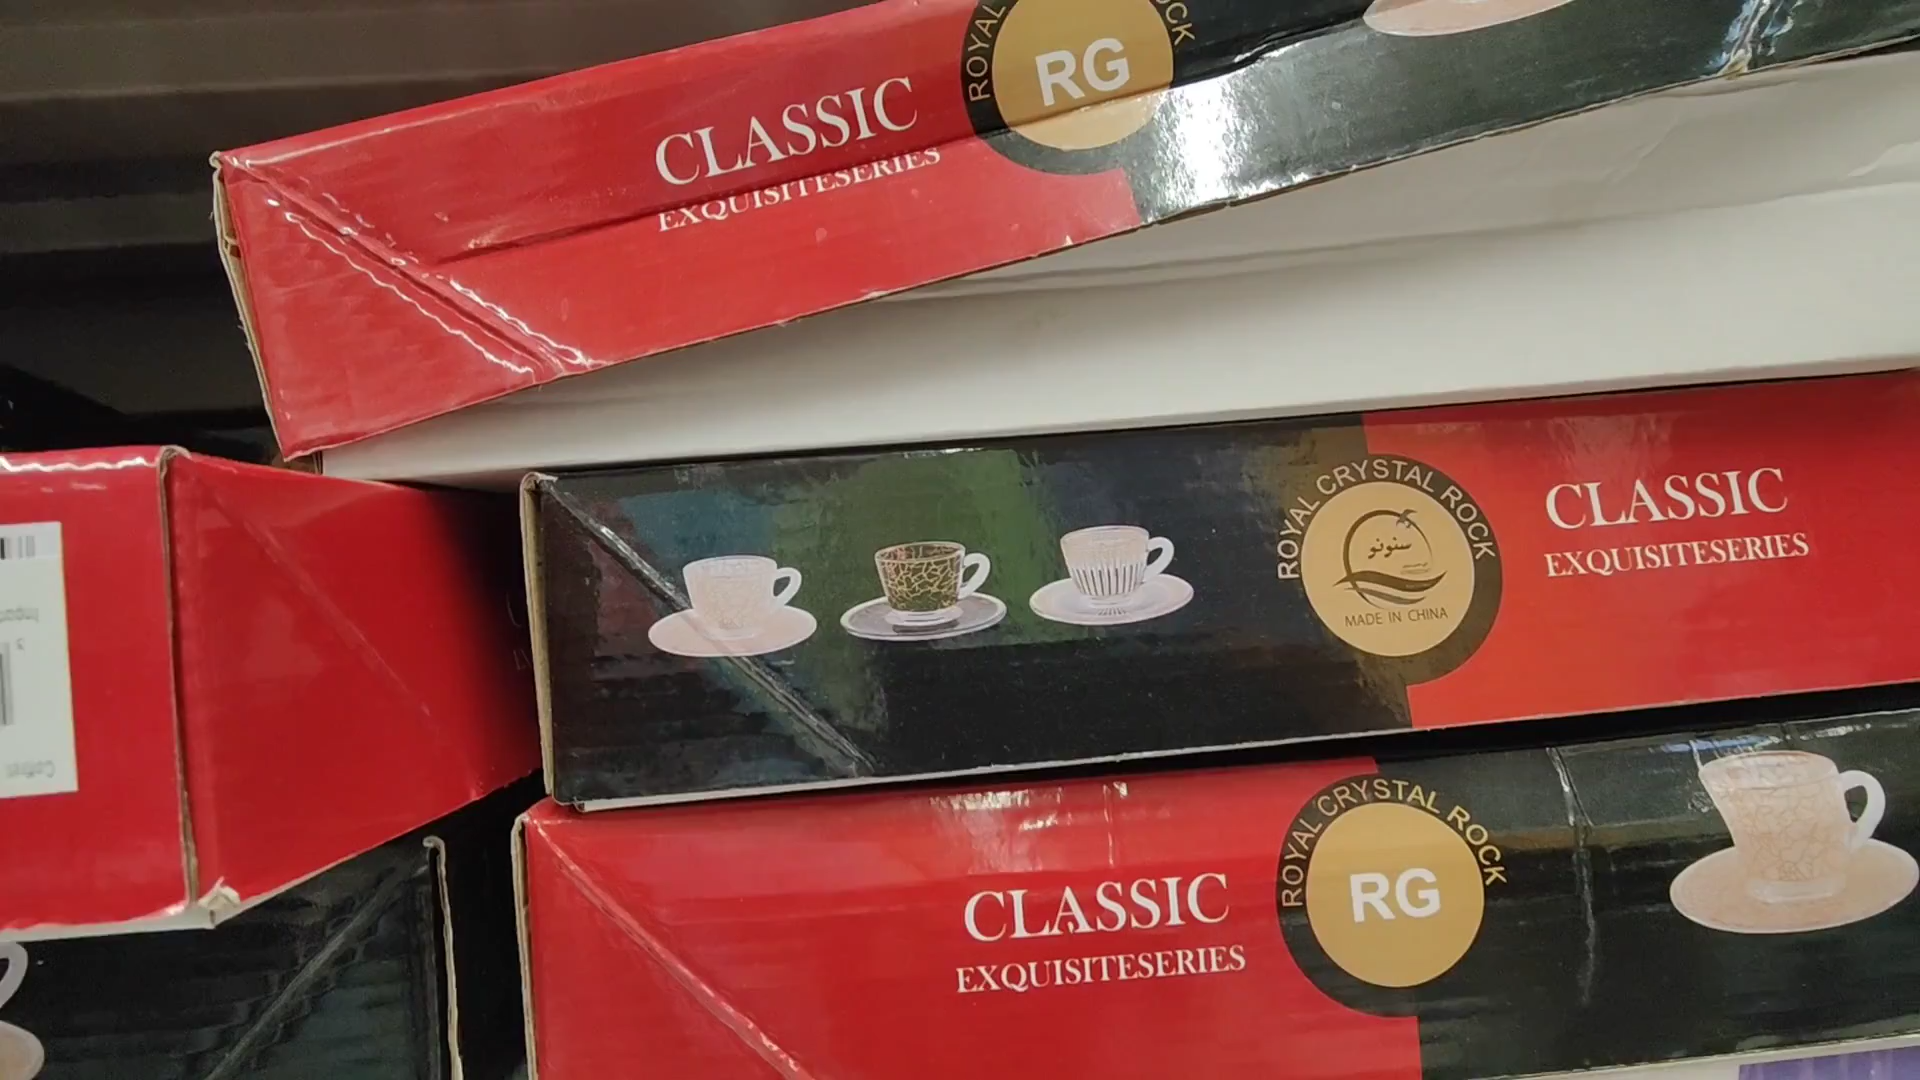 ROYAL
ROCK
RG
CLASSIC
EXQUISITESERIES
ROYAL CRYSTAL ROCK
سنونو
MADE IN CHINA
CLASSIC
EXQUISITESERIES
CLASSIC
EXQUISITESERIES
ROYAL CRYSTAL ROCK
RG